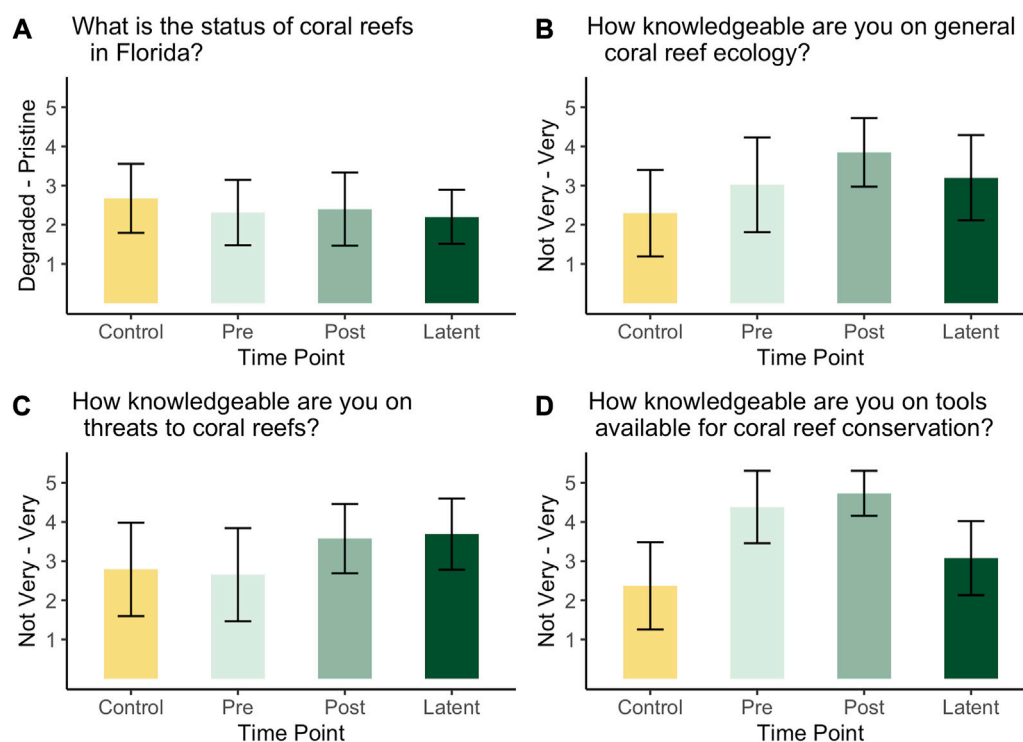 A
What is the status of coral reefs
in Florida?
Degraded - Pristine
5
4
3
2
1
Control Pre Post Latent
Time Point
B
How knowledgeable are you on general
coral reef ecology?
Not Very - Very
5
4
3
2
1
Control Pre Post Latent
Time Point
C
How knowledgeable are you on
threats to coral reefs?
Not Very - Very
5
4
3
2
1
Control Pre Post Latent
Time Point
D
How knowledgeable are you on tools
available for coral reef conservation?
Not Very - Very
5
4
3
2
1
Control Pre Post Latent
Time Point